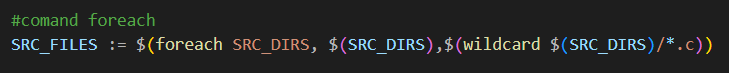 #comand foreach
SRC_FILES := $(foreach SRC_DIRS, $(SRC_DIRS),$(wildcard $(SRC_DIRS)/*.c))